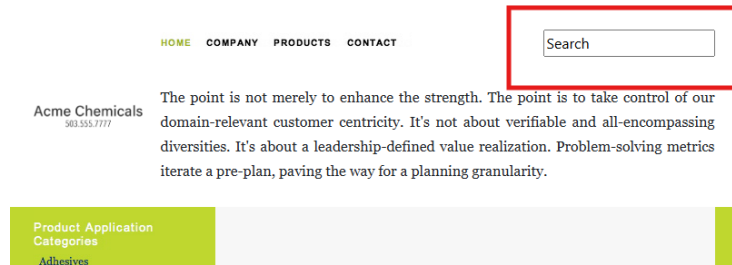 HOME COMPANY PRODUCTS CONTACT
Search
Acme Chemicals
503.555.7777
The point is not merely to enhance the strength. The point is to take control of our
domain-relevant customer centricity. It's not about verifiable and all-encompassing
diversities. It's about a leadership-defined value realization. Problem-solving metrics
iterate a pre-plan, paving the way for a planning granularity.
Product Application
Categories
Adhesives